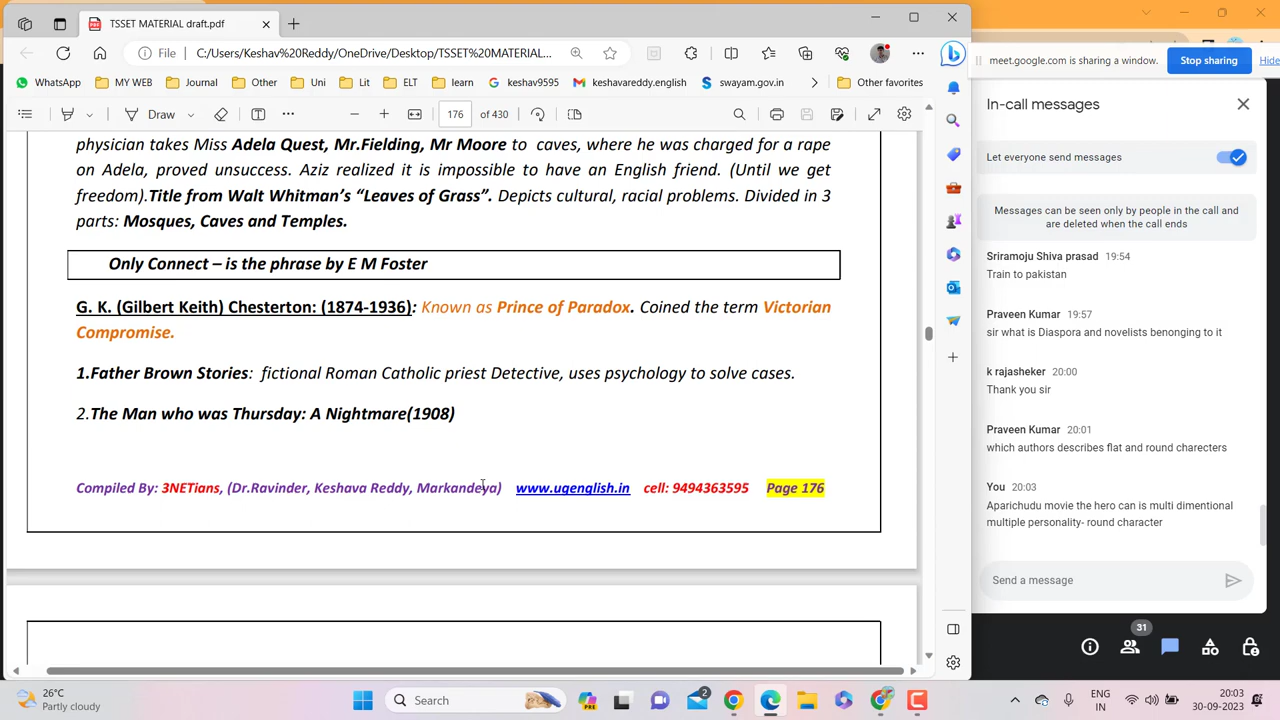 TSSET MATERIAL draft.pdf
File C:/Users/Keshav%20Reddy/OneDrive/Desktop/TSSET%20MATERIAL...
WhatsApp MY WEB Journal Other Uni Lit ELT learn keshav9595 keshavareddy.english swayam.gov.in Other favorites
Draw 176 of 430
physician takes Miss Adela Quest, Mr.Fielding, Mr Moore to caves, where he was charged for a rape
on Adela, proved unsuccess. Aziz realized it is impossible to have an English friend. (Until we get
freedom).Title from Walt Whitman's “Leaves of Grass”. Depicts cultural, racial problems. Divided in 3
parts: Mosques, Caves and Temples.
Only Connect – is the phrase by E M Foster
G. K. (Gilbert Keith) Chesterton: (1874-1936): Known as Prince of Paradox. Coined the term Victorian
Compromise.
1.Father Brown Stories: fictional Roman Catholic priest Detective, uses psychology to solve cases.
2.The Man who was Thursday: A Nightmare(1908)
Compiled By: 3NETians, (Dr.Ravinder, Keshava Reddy, Markandeya) www.ugenglish.in cell: 9494363595 Page 176
meet.google.com is sharing a window. Stop sharing Hide
In-call messages
Let everyone send messages
Messages can be seen only by people in the call and
are deleted when the call ends
Sriramoju Shiva prasad 19:54
Train to pakistan
Praveen Kumar 19:57
sir what is Diaspora and novelists benonging to it
k rajasheker 20:00
Thank you sir
Praveen Kumar 20:01
which authors describes flat and round charecters
You 20:03
Aparichudu movie the hero can is multi dimentional
multiple personality- round character
Send a message
31
26°C
Partly cloudy
Search
PRE
2
ENG
IN
20:03
30-09-2023